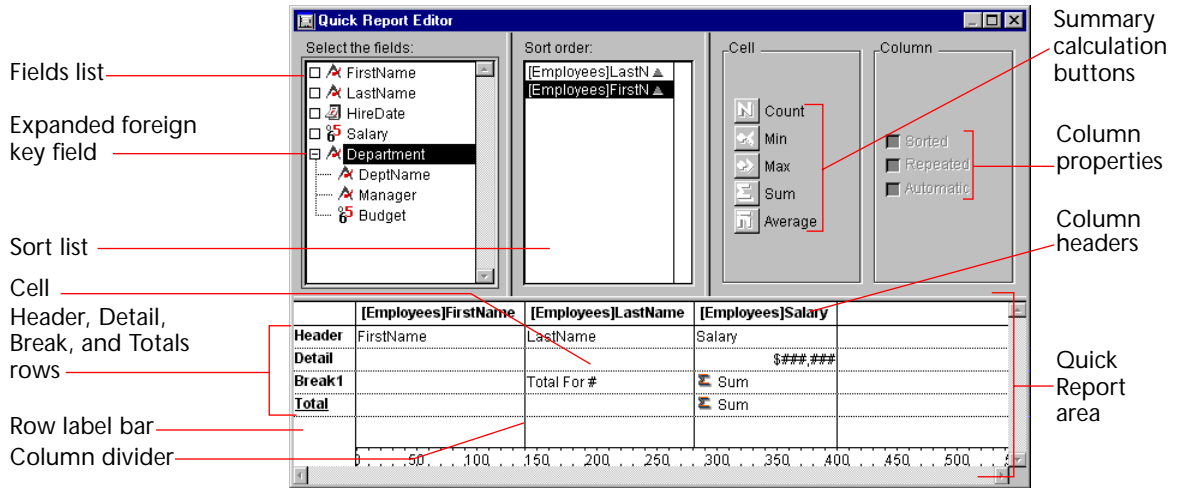 Quick Report Editor
Select the fields:
FirstName
LastName
HireDate
Salary
Department
DeptName
Manager
Budget
Sort order:
[Employees]LastN
[Employees]FirstN
Cell
Count
Min
Max
Sum
Average
Column
Sorted
Repeated
Automatic
[Employees]FirstName [Employees]LastName [Employees]Salary
Header FirstName LastName Salary
Detail $###,###
Break1 Total For # Σ Sum
Total Σ Sum
0 50 100 150 200 250 300 350 400 450 500
Fields list
Expanded foreign
key field
Sort list
Cell
Header, Detail,
Break, and Totals
rows
Row label bar
Column divider
Summary
calculation
buttons
Column
properties
Column
headers
Quick
Report
area